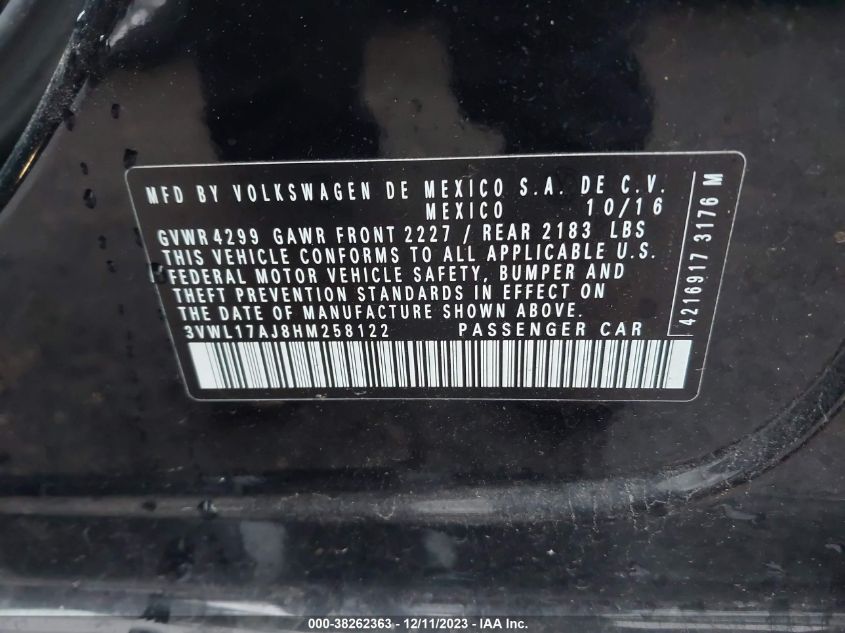 MFD BY VOLKSWAGEN DE MEXICO S.A. DE C.V.
MEXICO 10/16
GVWR 4299 GAWR FRONT 2227 / REAR 2183 LBS
THIS VEHICLE CONFORMS TO ALL APPLICABLE U.S.
FEDERAL MOTOR VEHICLE SAFETY, BUMPER AND
THEFT PREVENTION STANDARDS IN EFFECT ON
THE DATE OF MANUFACTURE SHOWN ABOVE.
3VWL17AJ8HM258122 PASSENGER CAR
4216917 3176 M
000-38262363 - 12/11/2023 - IAA Inc.